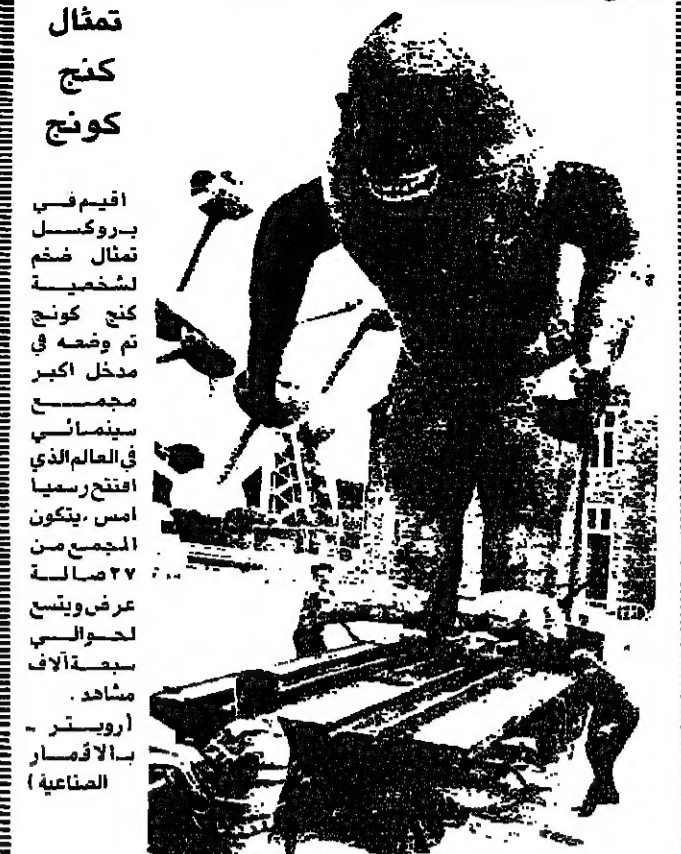 تمثال
كنج
كونج
اقيم في
بروكسل
تمثال ضخم
لشخصية
كنج كونج
تم وضعه في
مدخل اكبر
مجمع
سينمائي
في العالم الذي
افتتح رسميا
امس .يتكون
المجمع من
٢٧ صالة
عرض ويتسع
لحوالي
سبعة آلاف
مشاهد .
( رويتر -
بالاقمار
الصناعية )